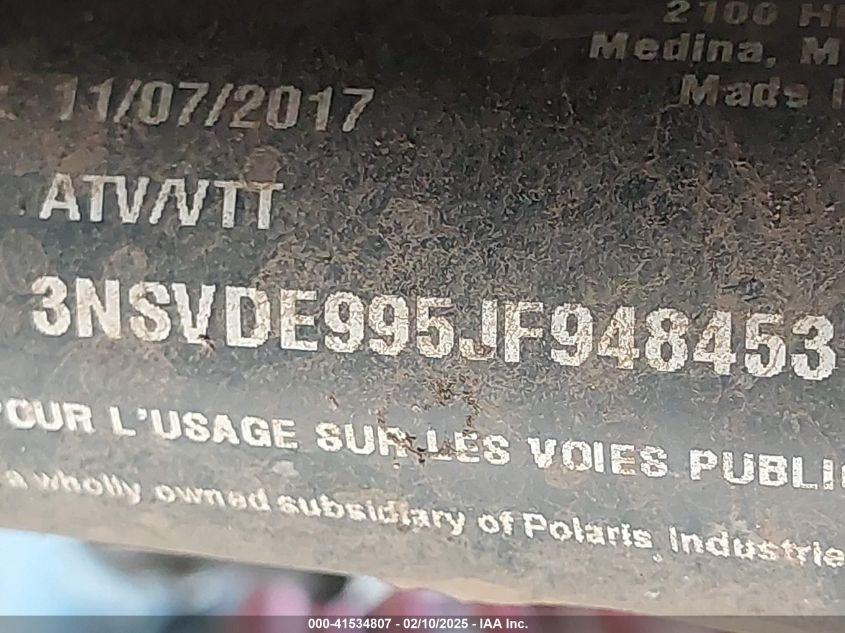 2100
Medina, M
Made
11/07/2017
ATV/VTT
3NSVDE995JF948453
POUR L'USAGE SUR LES VOIES PUBLI
a wholly owned subsidiary of Polaris Industrie
000-41534807 - 02/10/2025 - IAA Inc.